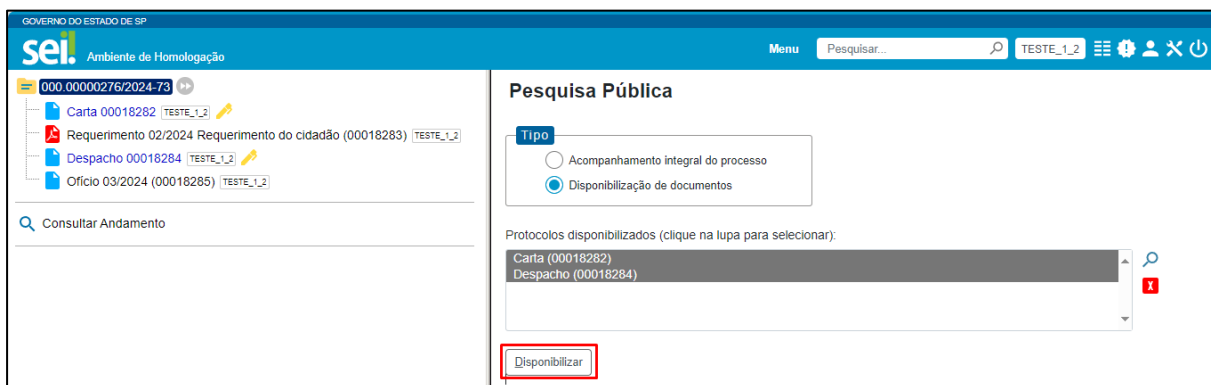 GOVERNO DO ESTADO DE SP
sei! Ambiente de Homologação
Menu Pesquisar... TESTE_1_2
000.00000276/2024-73
Carta 00018282 TESTE_1_2
Requerimento 02/2024 Requerimento do cidadão (00018283) TESTE_1_2
Despacho 00018284 TESTE_1_2
Ofício 03/2024 (00018285) TESTE_1_2
Consultar Andamento
Pesquisa Pública
Tipo
Acompanhamento integral do processo
Disponibilização de documentos
Protocolos disponibilizados (clique na lupa para selecionar):
Carta (00018282)
Despacho (00018284)
X
Disponibilizar